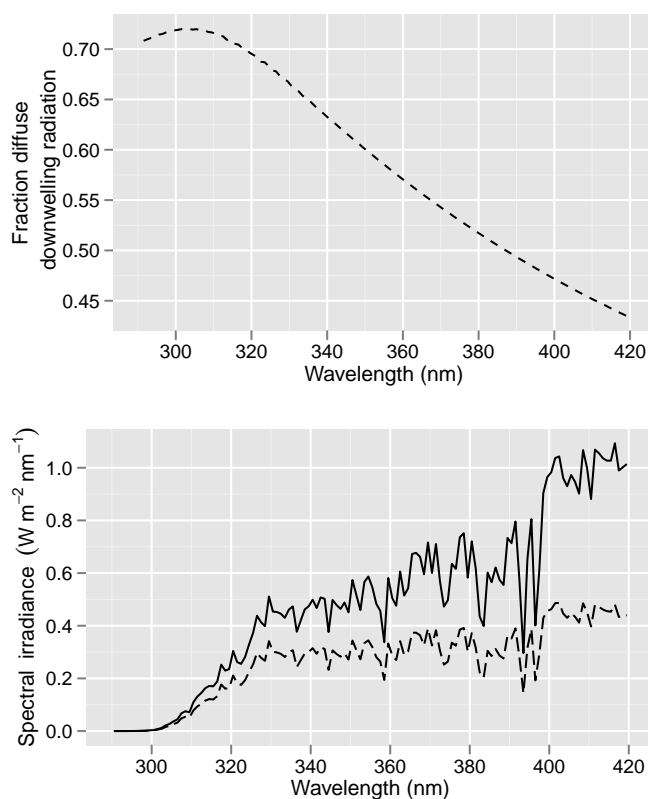 Fraction diffuse
downwelling radiation
0.70
0.65
0.60
0.55
0.50
0.45
300 320 340 360 380 400 420
Wavelength (nm)
Spectral irradiance (W m⁻² nm⁻¹)
1.0
0.8
0.6
0.4
0.2
0.0
300 320 340 360 380 400 420
Wavelength (nm)